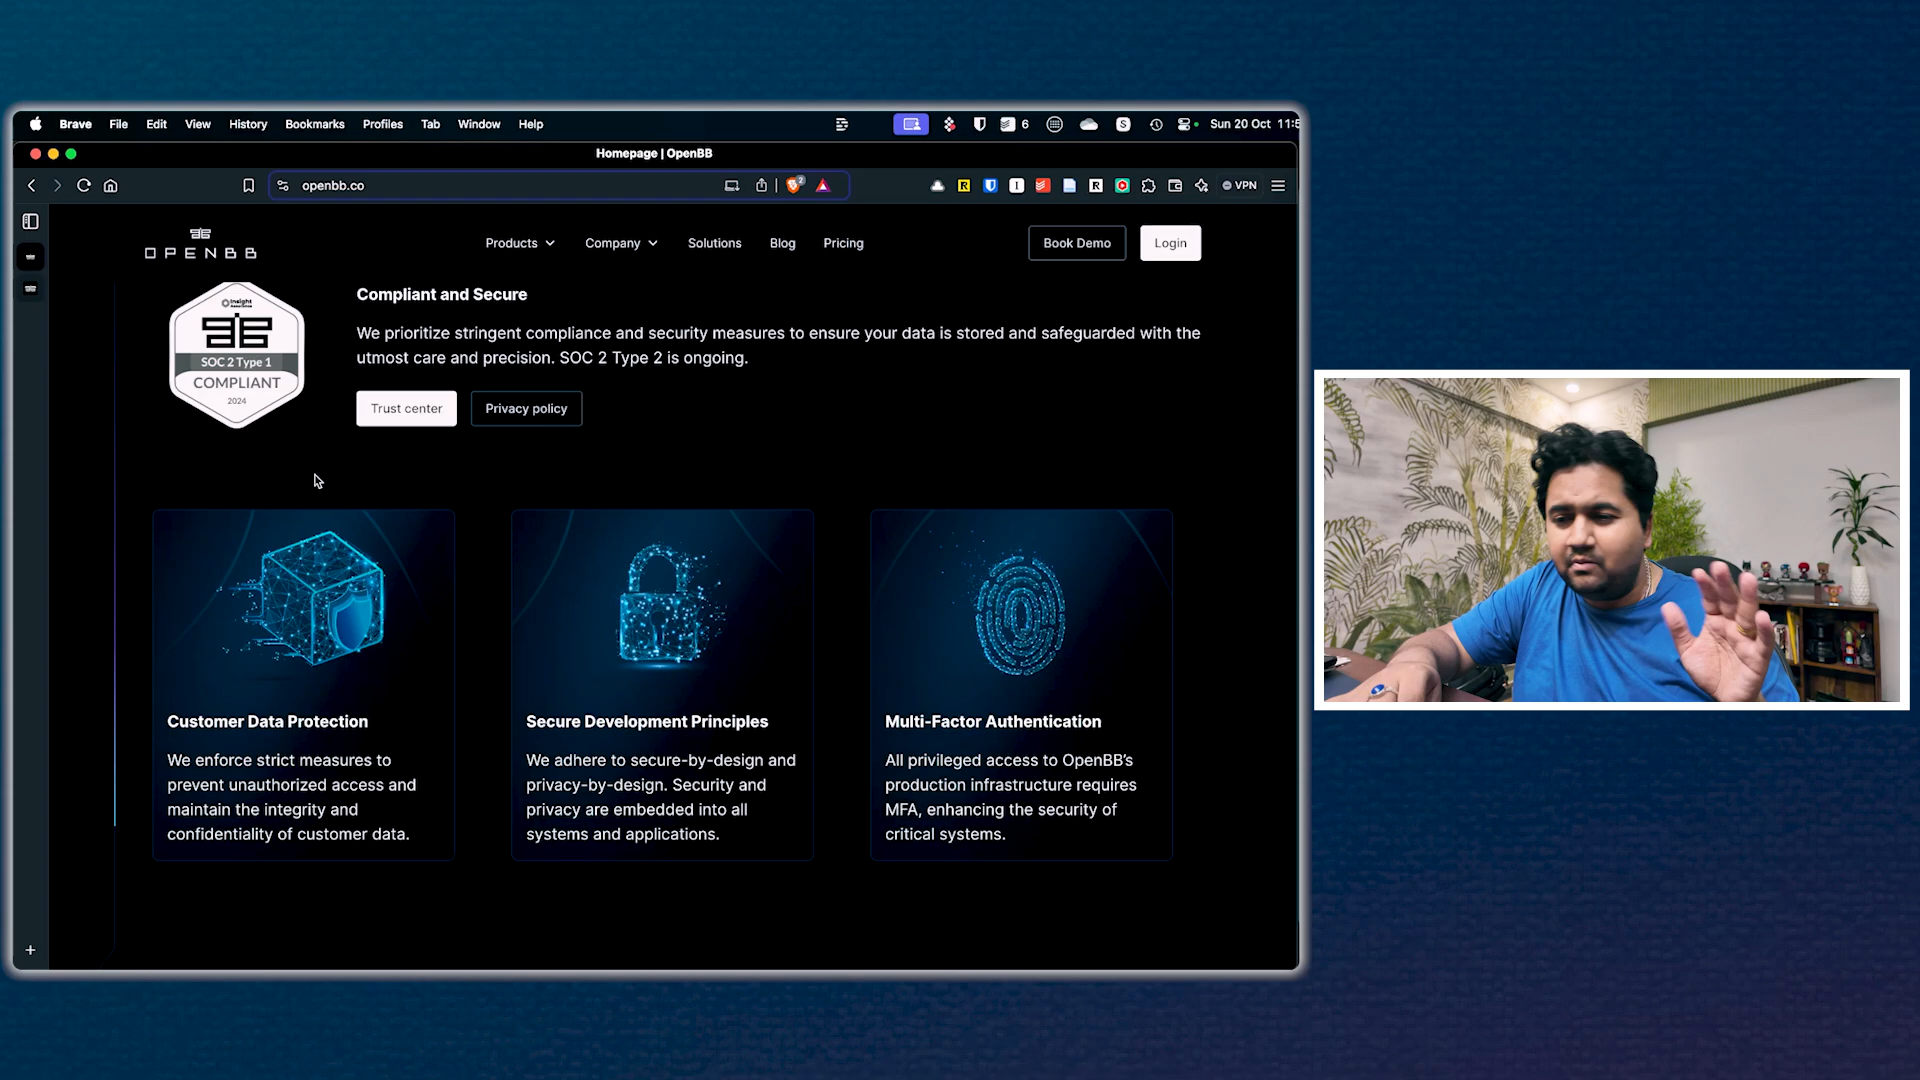 Brave File Edit View History Bookmarks Profiles Tab Window Help 6 S Sun 20 Oct 11:5
Homepage | OpenBB
openbb.co 2 R I R VPN
OPENBB
Products Company Solutions Blog Pricing Book Demo Login
Insight
Assurance
SOC 2 Type 1
COMPLIANT
2024
Compliant and Secure
We prioritize stringent compliance and security measures to ensure your data is stored and safeguarded with the
utmost care and precision. SOC 2 Type 2 is ongoing.
Trust center Privacy policy
Customer Data Protection
We enforce strict measures to
prevent unauthorized access and
maintain the integrity and
confidentiality of customer data.
Secure Development Principles
We adhere to secure-by-design and
privacy-by-design. Security and
privacy are embedded into all
systems and applications.
Multi-Factor Authentication
All privileged access to OpenBB's
production infrastructure requires
MFA, enhancing the security of
critical systems.